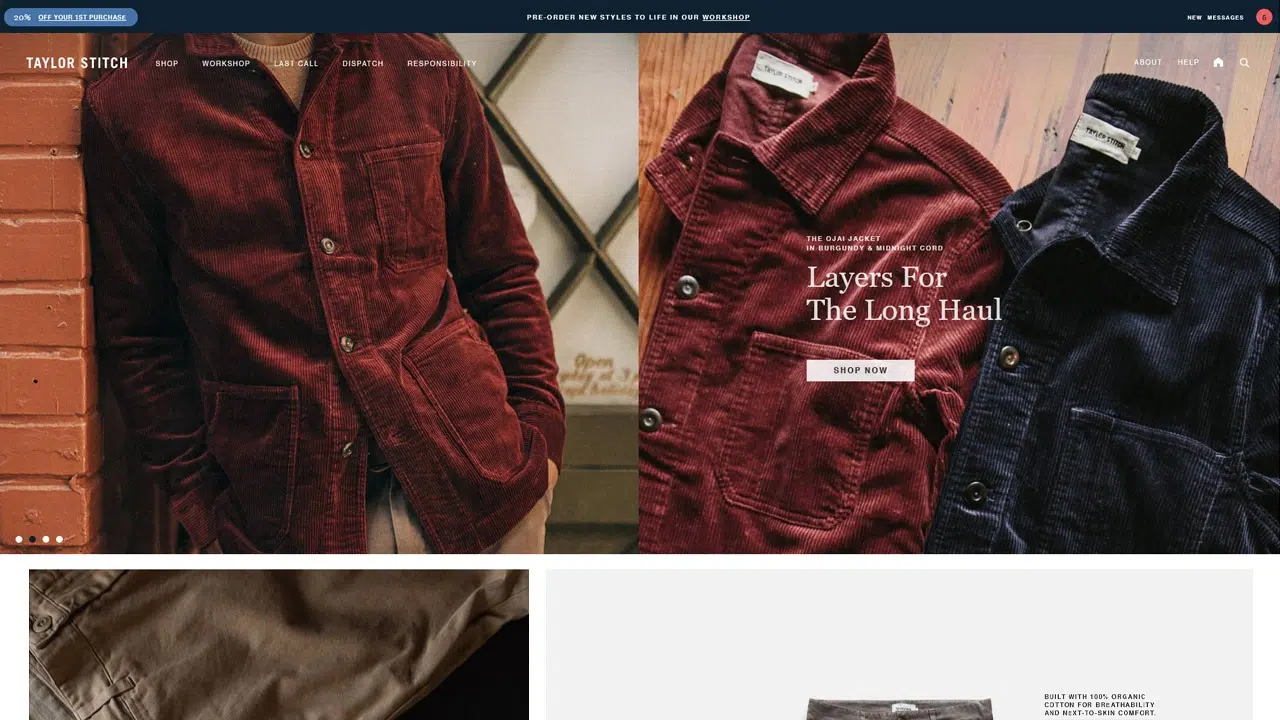 20% OFF YOUR 1ST PURCHASE
PRE-ORDER NEW STYLES TO LIFE IN OUR WORKSHOP
NEW MESSAGES 6
TAYLOR STITCH
SHOP WORKSHOP LAST CALL DISPATCH RESPONSIBILITY
ABOUT HELP
TAYLOR STITCH
TAYLOR STITCH
THE OJAI JACKET
IN BURGUNDY & MIDNIGHT CORD
Layers For
The Long Haul
SHOP NOW
Open
BUILT WITH 100% ORGANIC
COTTON FOR BREATHABILITY
AND NEXT-TO-SKIN COMFORT.